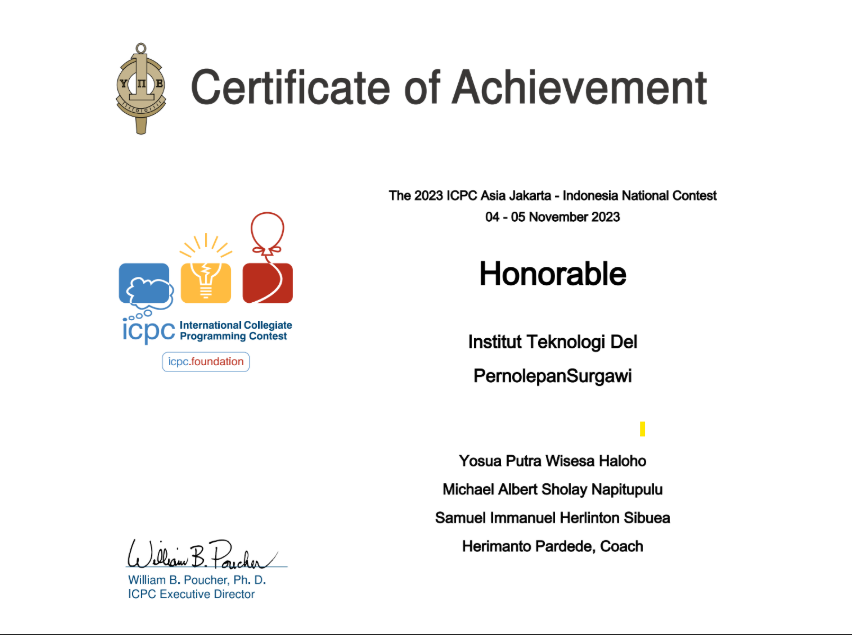 Certificate of Achievement
Υ Π Ε
The 2023 ICPC Asia Jakarta - Indonesia National Contest
04 - 05 November 2023
Honorable
Institut Teknologi Del
PernolepanSurgawi
icpc International Collegiate
Programming Contest
icpc.foundation
Yosua Putra Wisesa Haloho
Michael Albert Sholay Napitupulu
Samuel Immanuel Herlinton Sibuea
Herimanto Pardede, Coach
William B. Poucher
William B. Poucher, Ph. D.
ICPC Executive Director